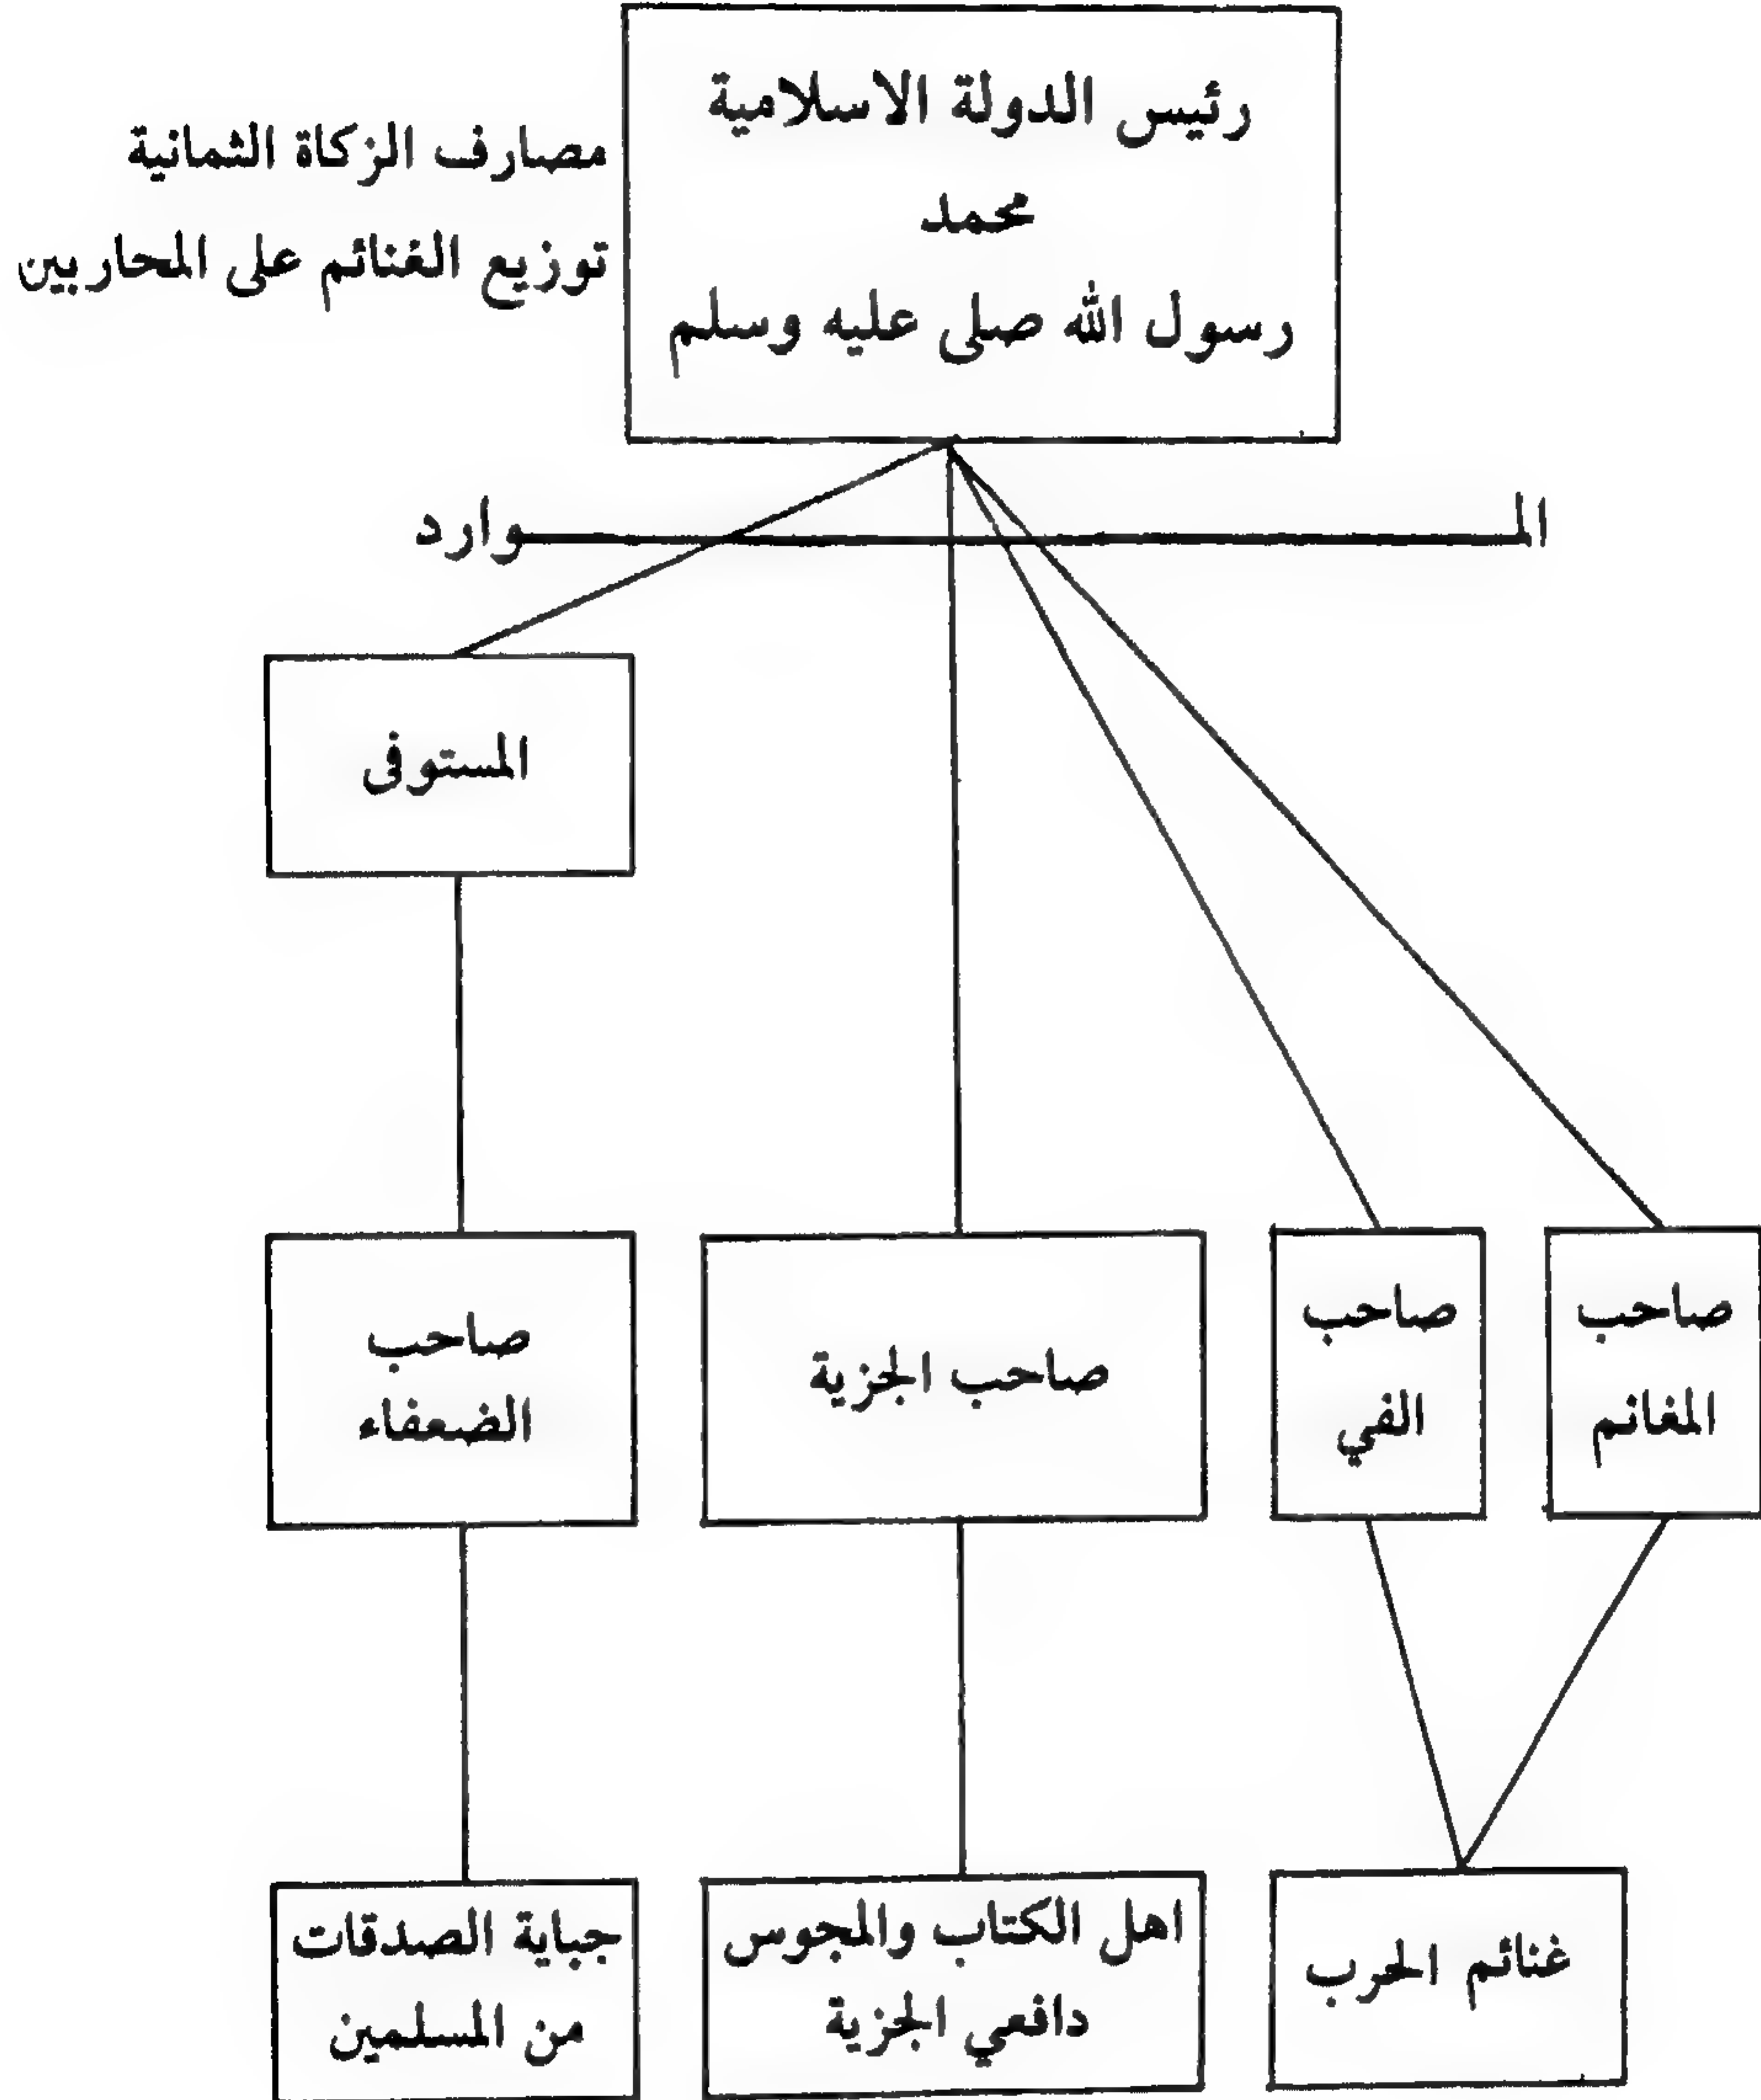 رئيس الدولة الاسلامية
محمد
رسول الله صلى عليه وسلم
مصارف الزكاة الثمانية
توزيع الغنائم على المحاربين
الـــوارد
المستوفى
صاحب
المغانم
صاحب
الفي
صاحب الجزية
صاحب
الضعفاء
غنائم الحرب
اهل الكتاب والمجوس
دافعي الجزية
جباية الصدقات
من المسلمين